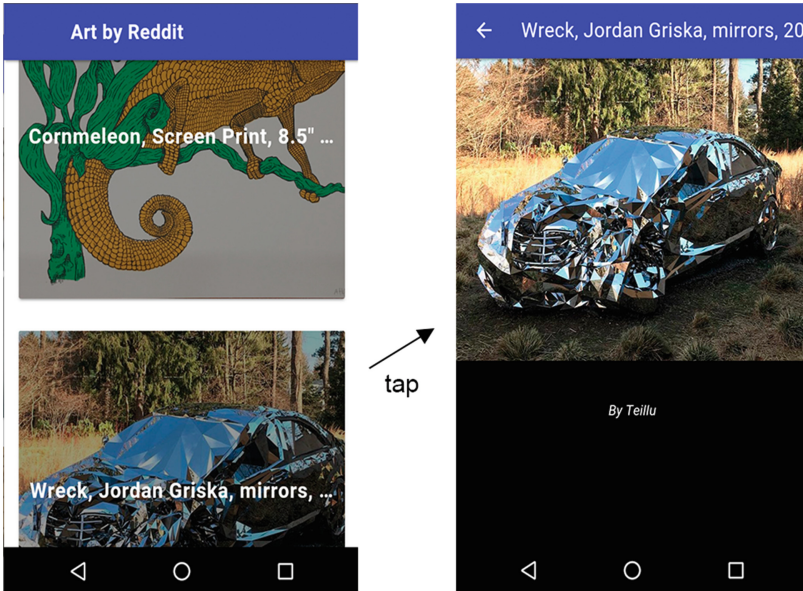 Art by Reddit
Cornmeleon, Screen Print, 8.5" …
Wreck, Jordan Griska, mirrors, …
tap
Wreck, Jordan Griska, mirrors, 20
By Teillu